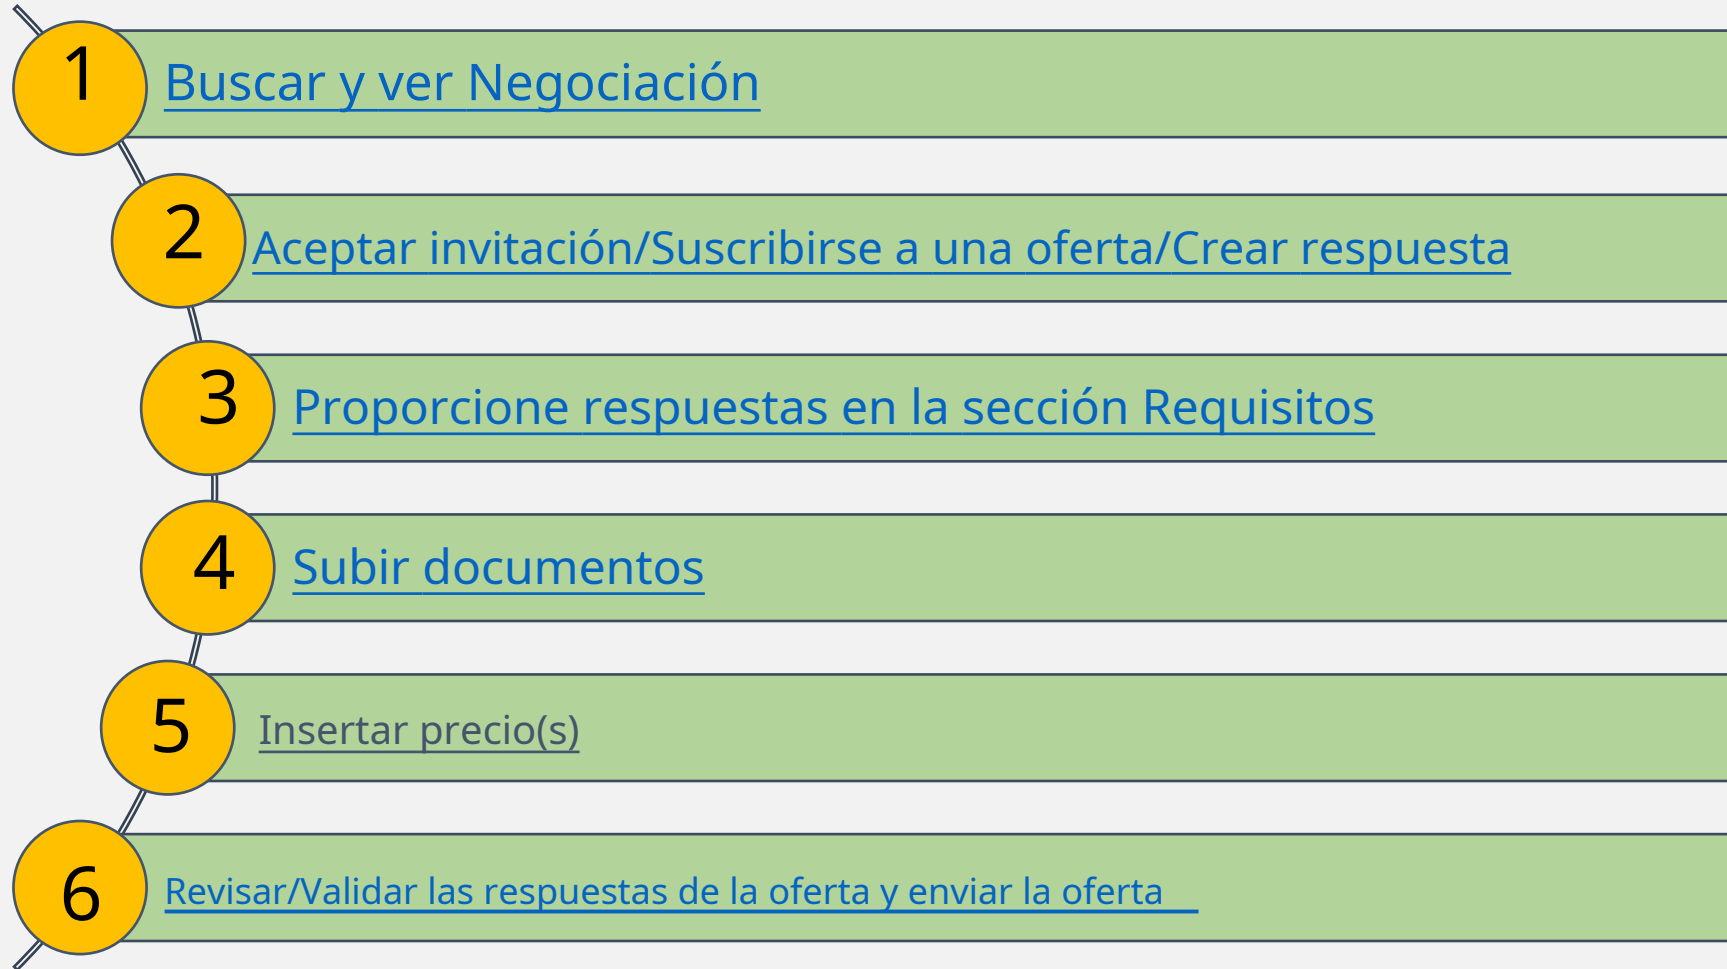 1
Buscar y ver Negociación
2
Aceptar invitación/Suscribirse a una oferta/Crear respuesta
3
Proporcione respuestas en la sección Requisitos
4
Subir documentos
5
Insertar precio(s)
6
Revisar/Validar las respuestas de la oferta y enviar la oferta